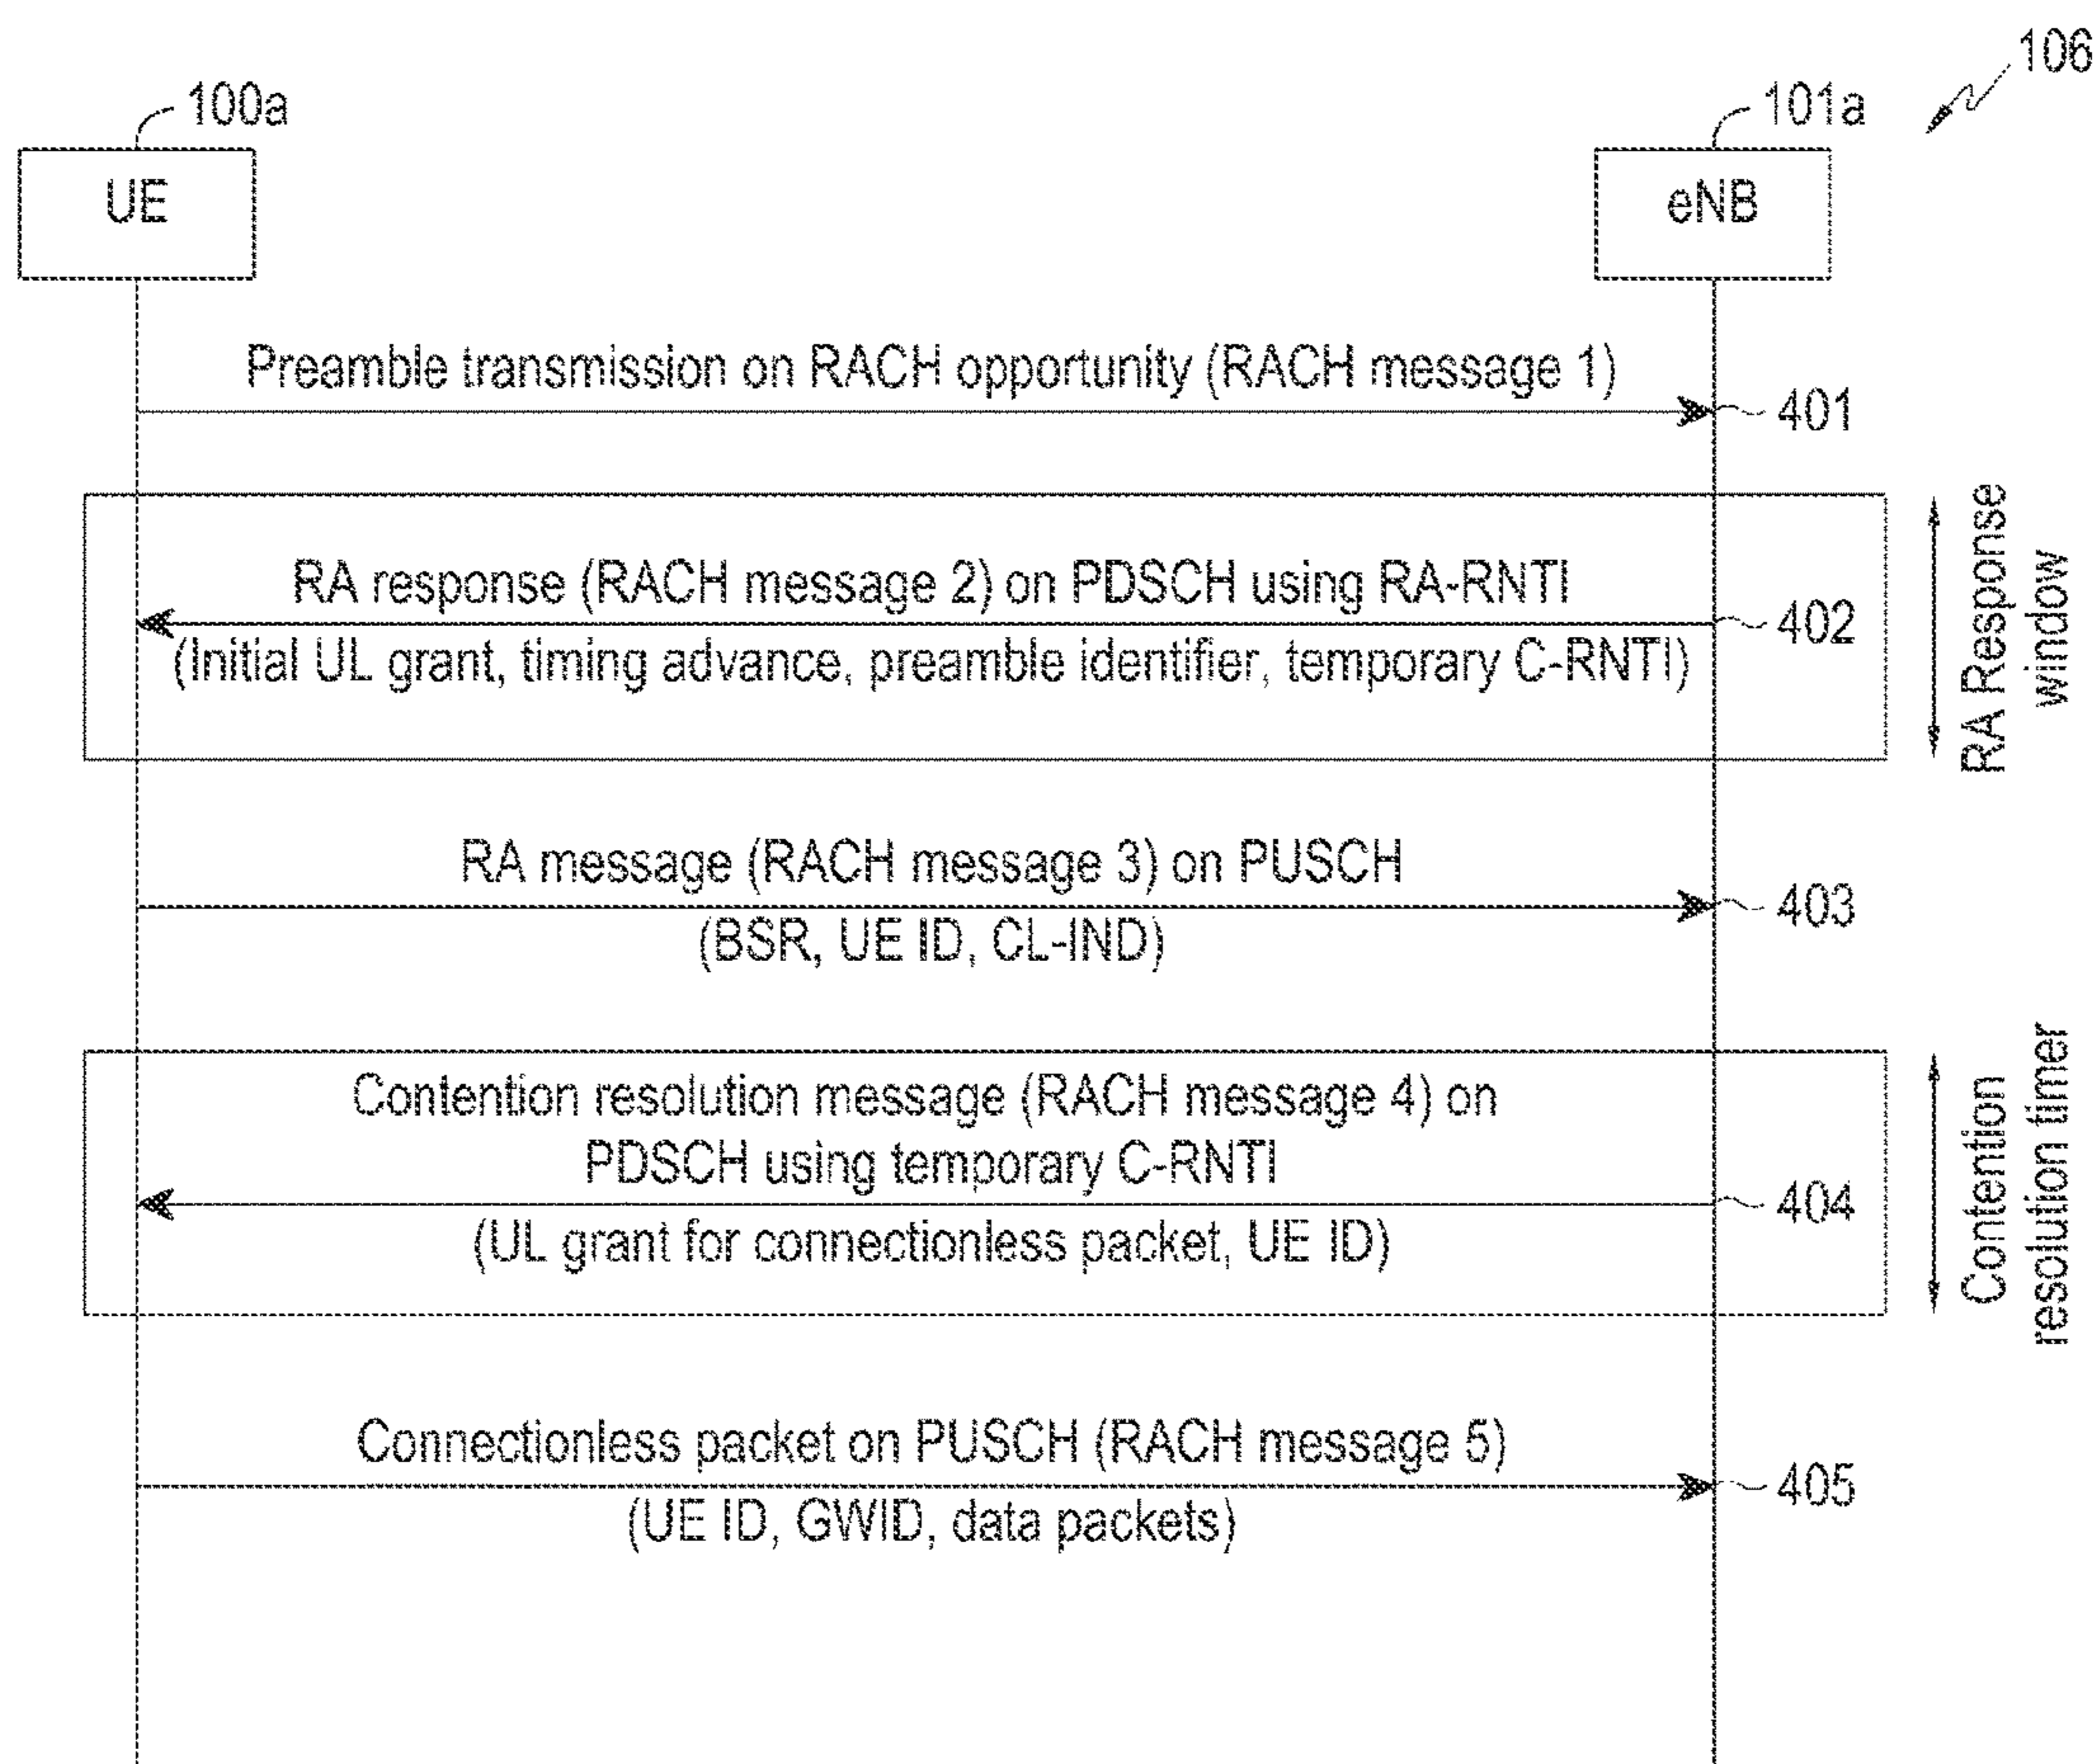 106
100a
101a
UE
eNB
Preamble transmission on RACH opportunity (RACH message 1)
401
RA response (RACH message 2) on PDSCH using RA-RNTI
402
(Initial UL grant, timing advance, preamble identifier, temporary C-RNTI)
RA Response
window
RA message (RACH message 3) on PUSCH
403
(BSR, UE ID, CL-IND)
Contention resolution message (RACH message 4) on
PDSCH using temporary C-RNTI
404
(UL grant for connectionless packet, UE ID)
Contention
resolution timer
Connectionless packet on PUSCH (RACH message 5)
405
(UE ID, GWID, data packets)